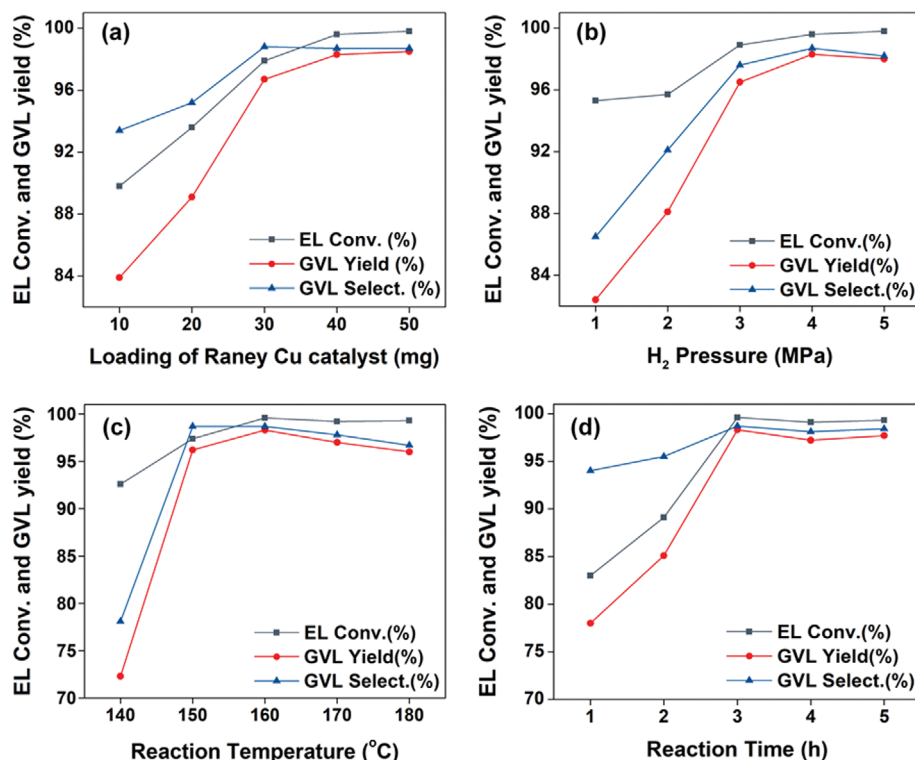 (a)
EL Conv. and GVL yield (%)
100
96
92
88
84
EL Conv. (%)
GVL Yield (%)
GVL Select. (%)
10 20 30 40 50
Loading of Raney Cu catalyst (mg)
(b)
EL Conv. and GVL yield (%)
100
96
92
88
84
EL Conv.(%)
GVL Yield(%)
GVL Select.(%)
1 2 3 4 5
H₂ Pressure (MPa)
(c)
EL Conv. and GVL yield (%)
100
95
90
85
80
75
70
EL Conv.(%)
GVL Yield(%)
GVL Select.(%)
140 150 160 170 180
Reaction Temperature (°C)
(d)
EL Conv. and GVL yield (%)
100
95
90
85
80
75
70
EL Conv.(%)
GVL Yield(%)
GVL Select.(%)
1 2 3 4 5
Reaction Time (h)